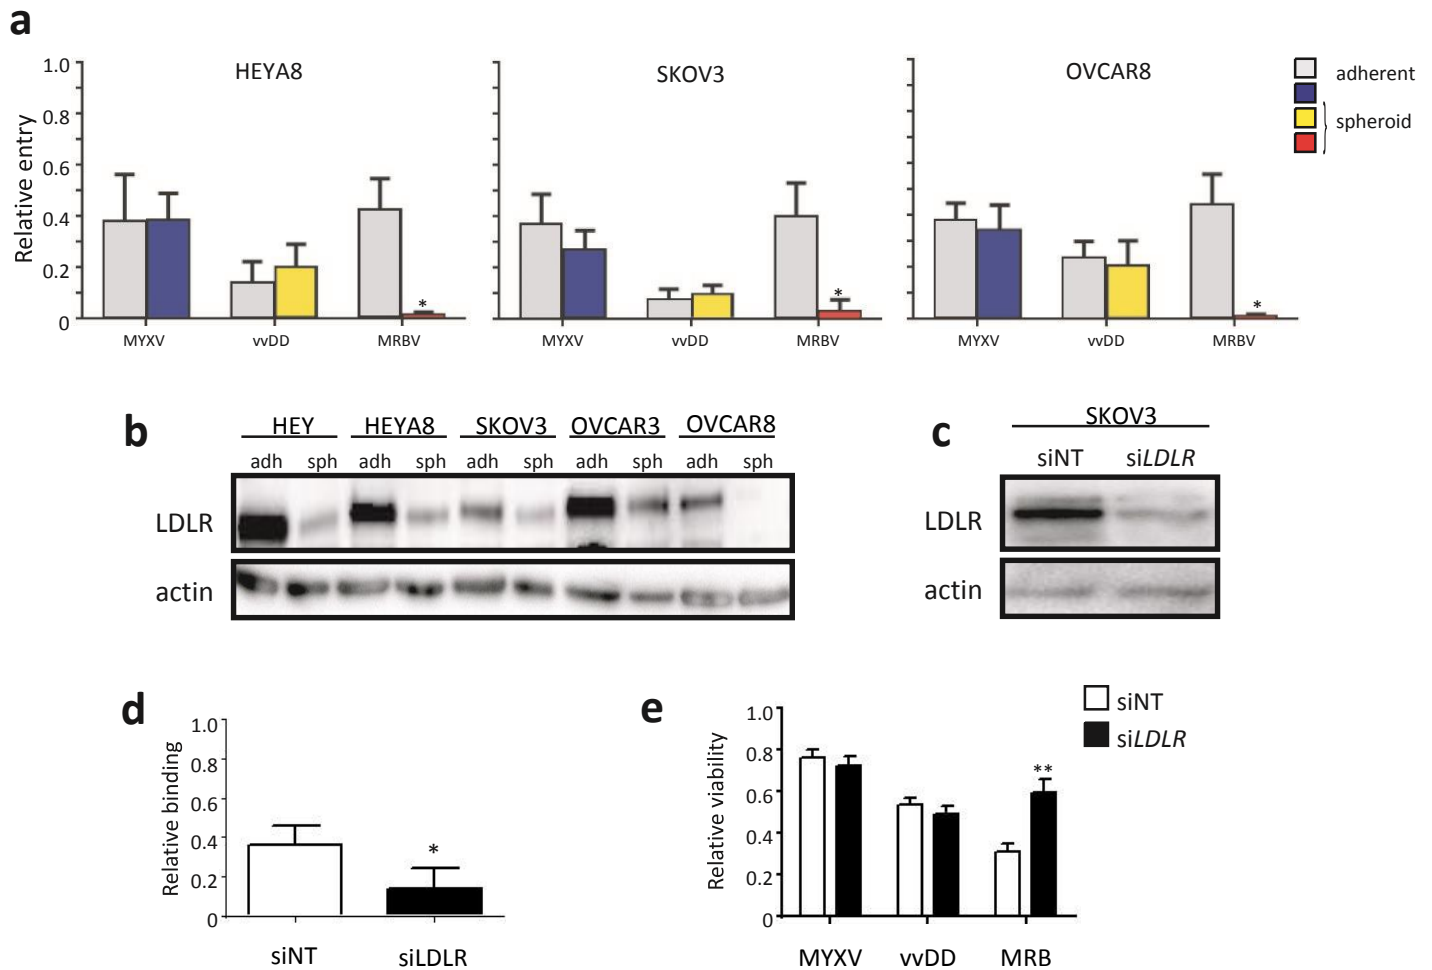 a
HEYA8
SKOV3
OVCAR8
adherent
spheroid
Relative entry
1.0
0.8
0.6
0.4
0.2
0
*
*
*
MYXV vvDD MRBV
MYXV vvDD MRBV
MYXV vvDD MRBV
b
HEY HEYA8 SKOV3 OVCAR3 OVCAR8
adh sph adh sph adh sph adh sph adh sph
LDLR
actin
c
SKOV3
siNT siLDLR
LDLR
actin
d
Relative binding
1.0
0.8
0.6
0.4
0.2
0
*
siNT siLDLR
e
siNT
siLDLR
Relative viability
1.0
0.8
0.6
0.4
0.2
0
**
MYXV vvDD MRB